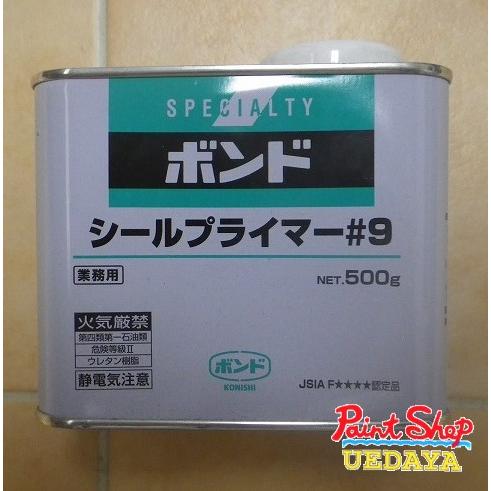 SPECIALTY
ボンド
シールプライマー#9
業務用
NET.500g
火気厳禁
第四類第一石油類
危険等級Ⅱ
ウレタン樹脂
静電気注意
ボンド
KONISHI
JSIA F★★★★認定品
Paint Shop
UEDAYA